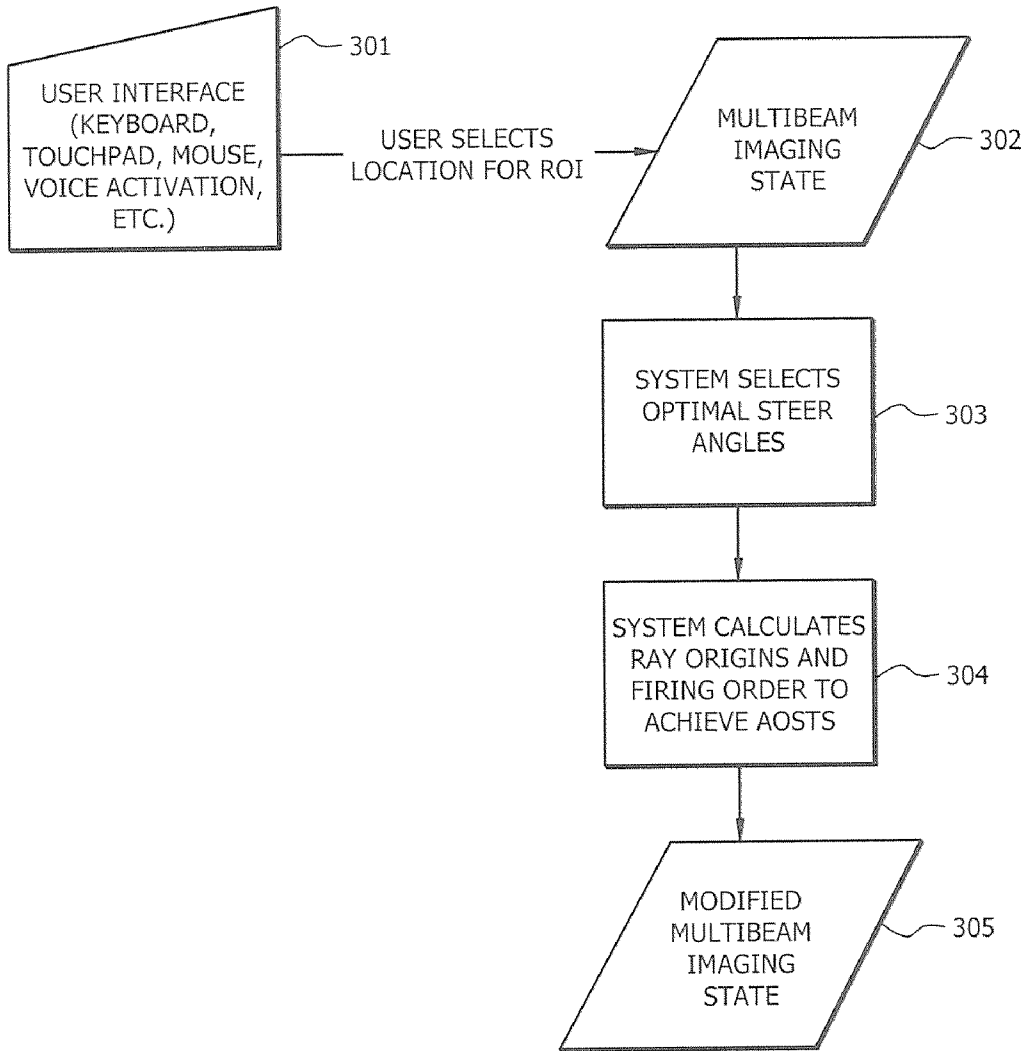 301
USER INTERFACE
(KEYBOARD,
TOUCHPAD, MOUSE,
VOICE ACTIVATION,
ETC.)
USER SELECTS
LOCATION FOR ROI
MULTIBEAM
IMAGING
STATE
302
SYSTEM SELECTS
OPTIMAL STEER
ANGLES
303
SYSTEM CALCULATES
RAY ORIGINS AND
FIRING ORDER TO
ACHIEVE AOSTS
304
MODIFIED
MULTIBEAM
IMAGING
STATE
305